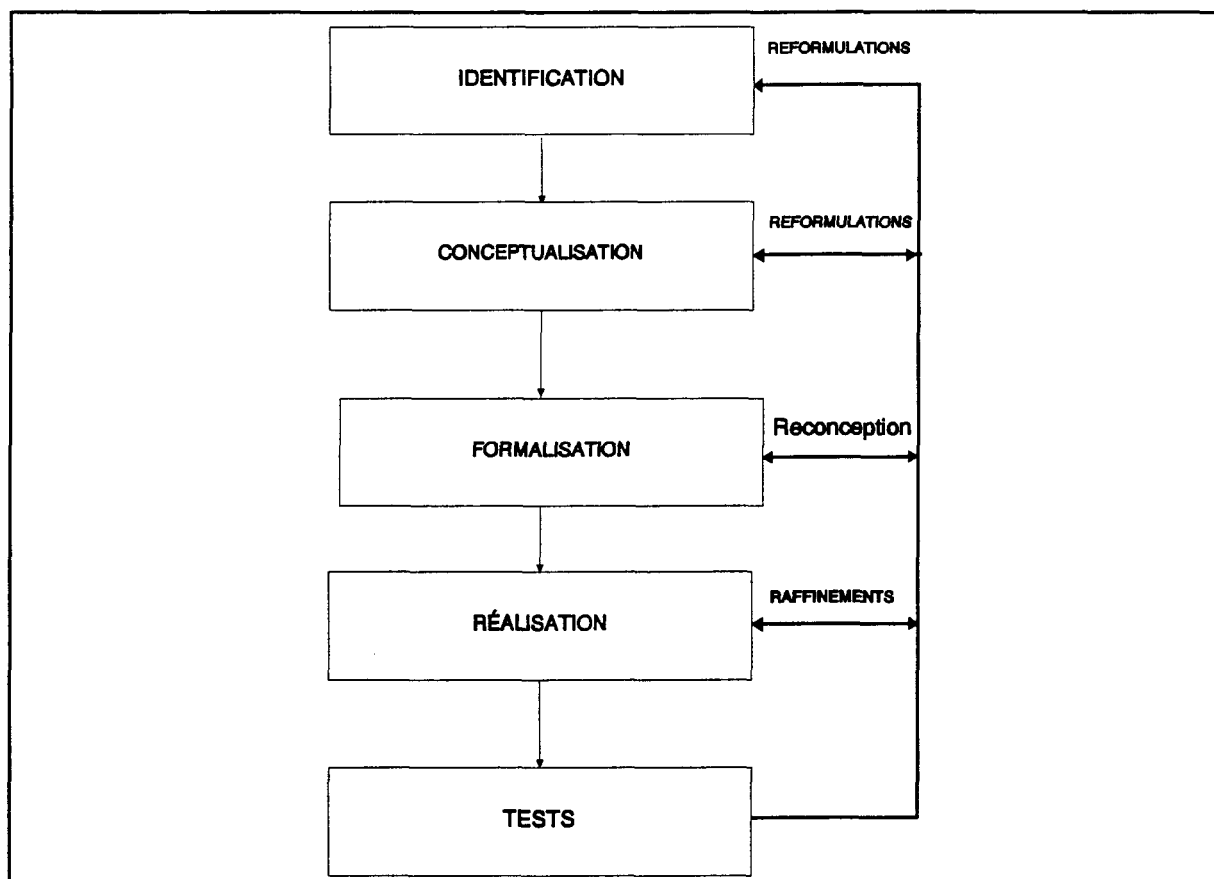 REFORMULATIONS
IDENTIFICATION
REFORMULATIONS
CONCEPTUALISATION
Reconception
FORMALISATION
RAFFINEMENTS
RÉALISATION
TESTS